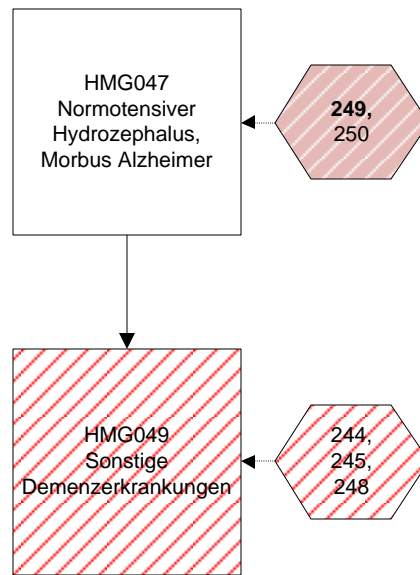 HMG047
Normotensiver
Hydrozephalus,
Morbus Alzheimer
249,
250
HMG049
Sonstige
Demenzerkrankungen
244,
245,
248